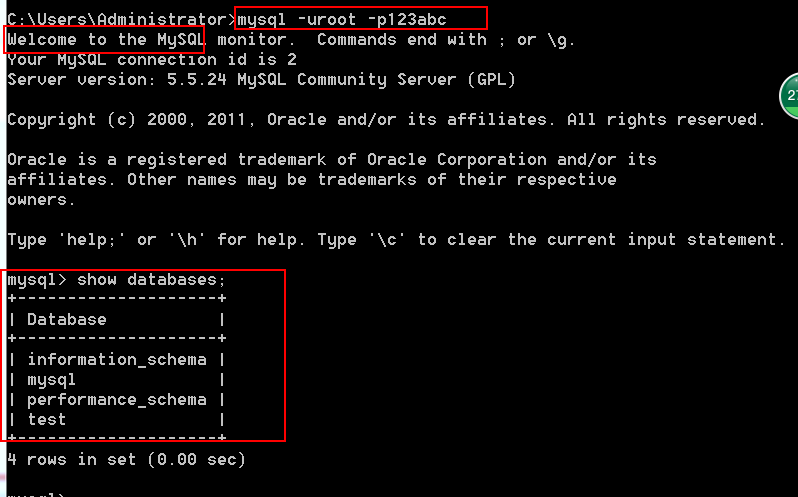 C:\Users\Administrator>mysql -uroot -p123abc
Welcome to the MySQL monitor.  Commands end with ; or \g.
Your MySQL connection id is 2
Server version: 5.5.24 MySQL Community Server (GPL)
Copyright (c) 2000, 2011, Oracle and/or its affiliates. All rights reserved.
Oracle is a registered trademark of Oracle Corporation and/or its
affiliates. Other names may be trademarks of their respective
owners.
Type 'help;' or '\h' for help. Type '\c' to clear the current input statement.
mysql> show databases;
+--------------------+
| Database           |
+--------------------+
| information_schema |
| mysql              |
| performance_schema |
| test               |
+--------------------+
4 rows in set (0.00 sec)
mysql>